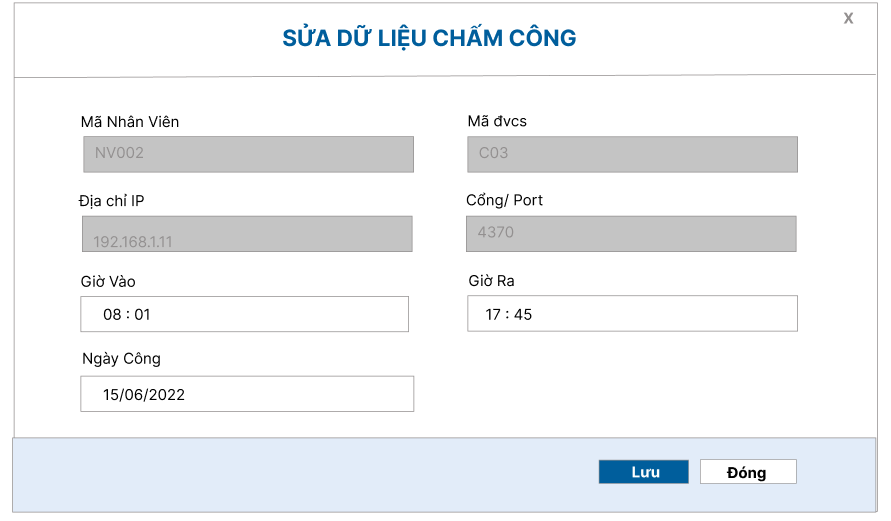 X
SỬA DỮ LIỆU CHẤM CÔNG
Mã Nhân Viên
Mã đvcs
NV002
C03
Địa chỉ IP
Cổng/ Port
192.168.1.11
4370
Giờ Vào
Giờ Ra
08 : 01
17 : 45
Ngày Công
15/06/2022
Lưu
Đóng